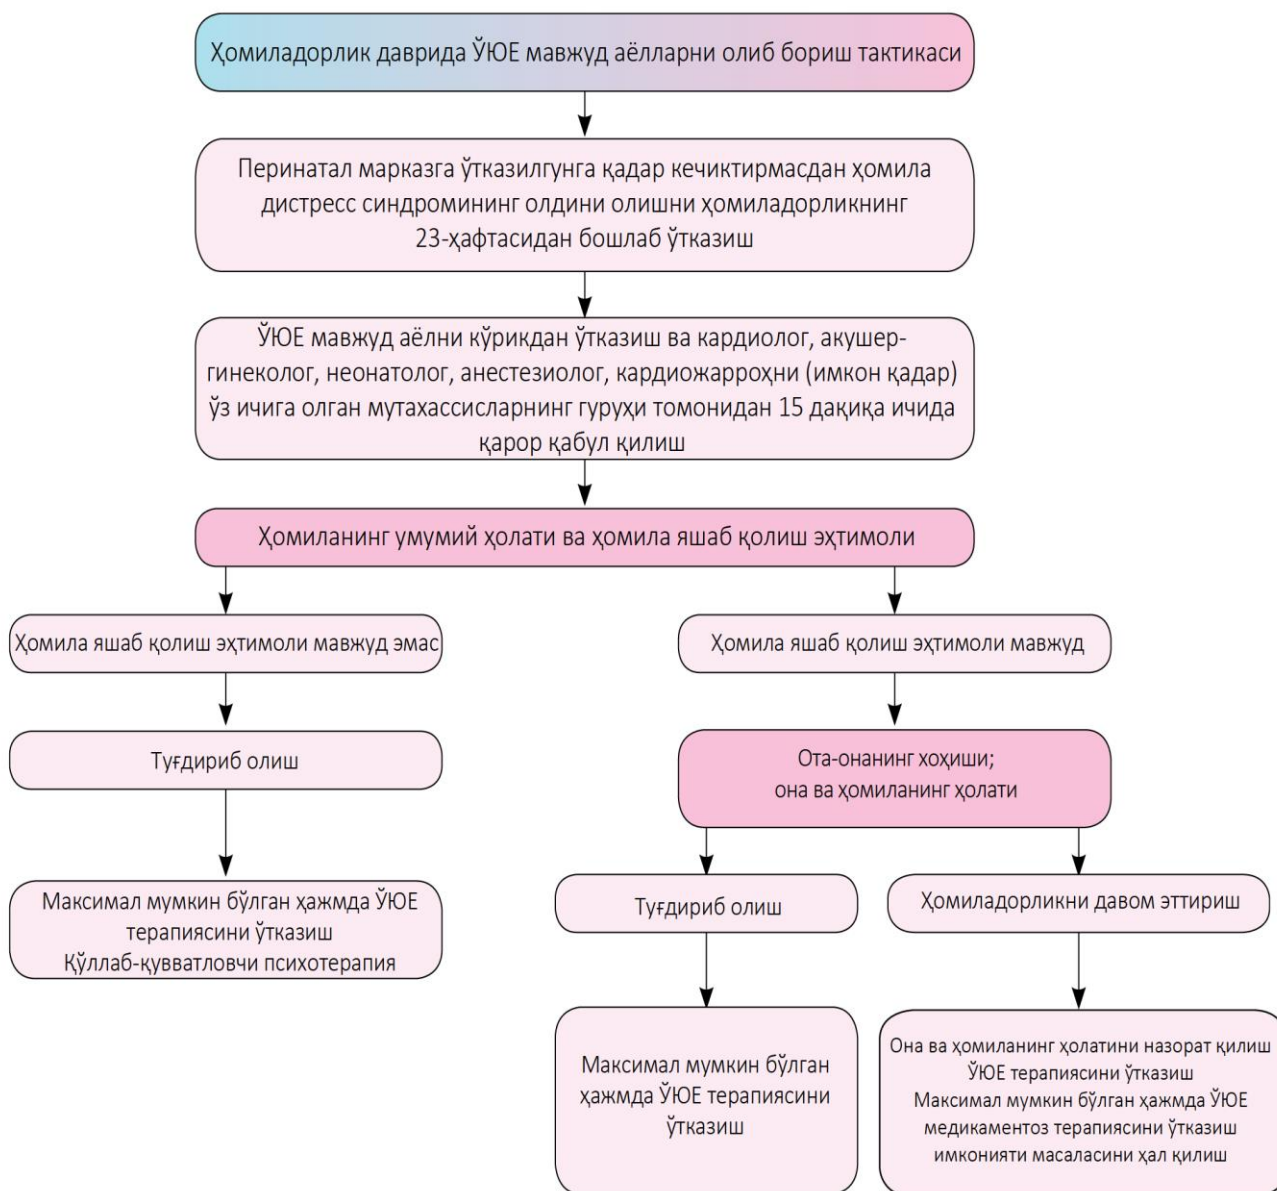 Ҳомиладорлик даврида ЎЮЕ мавжуд аёлларни олиб бориш тактикаси
Перинатал марказга ўтказилгунга қадар кечиктирмасдан ҳомила
дистресс синдромининг олдини олишни ҳомиладорликнинг
23-ҳафтасидан бошлаб ўтказиш
ЎЮЕ мавжуд аёлни кўрикдан ўтказиш ва кардиолог, акушер-
гинеколог, неонатолог, анестезиолог, кардиожарроҳни (имкон қадар)
ўз ичига олган мутахассисларнинг гуруҳи томонидан 15 дақиқа ичида
қарор қабул қилиш
Ҳомиланинг умумий ҳолати ва ҳомила яшаб қолиш эҳтимоли
Ҳомила яшаб қолиш эҳтимоли мавжуд эмас
Туғдириб олиш
Максимал мумкин бўлган ҳажмда ЎЮЕ
терапиясини ўтказиш
Қўллаб-қувватловчи психотерапия
Ҳомила яшаб қолиш эҳтимоли мавжуд
Ота-онанинг хоҳиши;
она ва ҳомиланинг ҳолати
Туғдириб олиш
Максимал мумкин бўлган
ҳажмда ЎЮЕ терапиясини
ўтказиш
Ҳомиладорликни давом эттириш
Она ва ҳомиланинг ҳолатини назорат қилиш
ЎЮЕ терапиясини ўтказиш
Максимал мумкин бўлган ҳажмда ЎЮЕ
медикаментоз терапиясини ўтказиш
имконияти масаласини ҳал қилиш